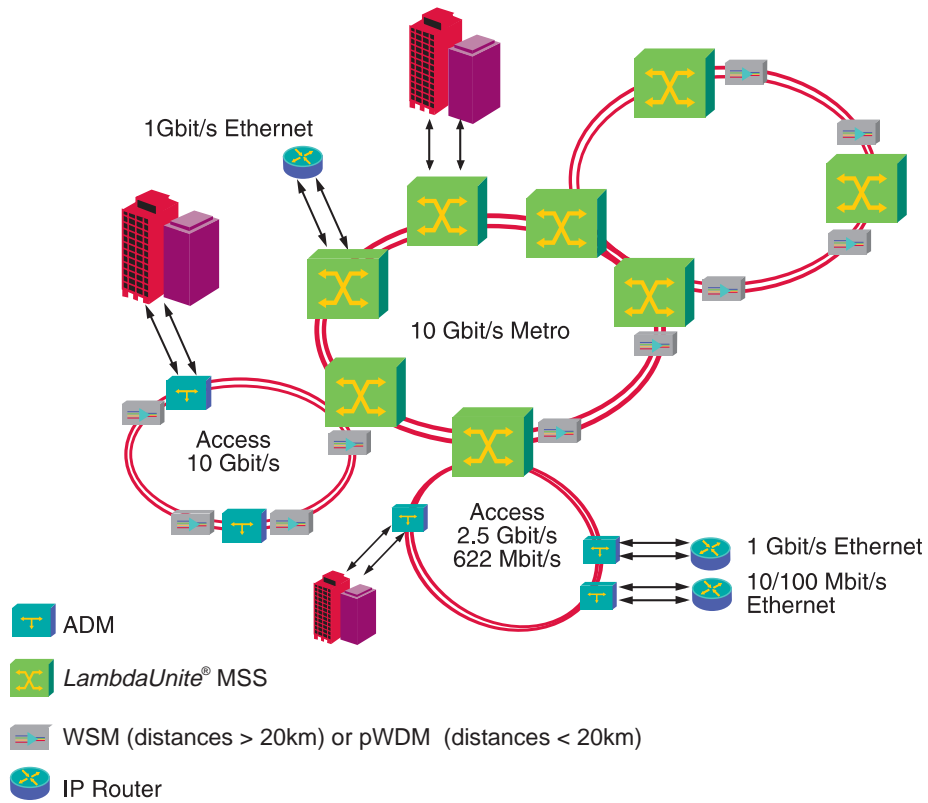 1Gbit/s Ethernet
10 Gbit/s Metro
Access
10 Gbit/s
Access
2.5 Gbit/s
622 Mbit/s
1 Gbit/s Ethernet
10/100 Mbit/s
Ethernet
ADM
LambdaUnite® MSS
WSM (distances > 20km) or pWDM (distances < 20km)
IP Router